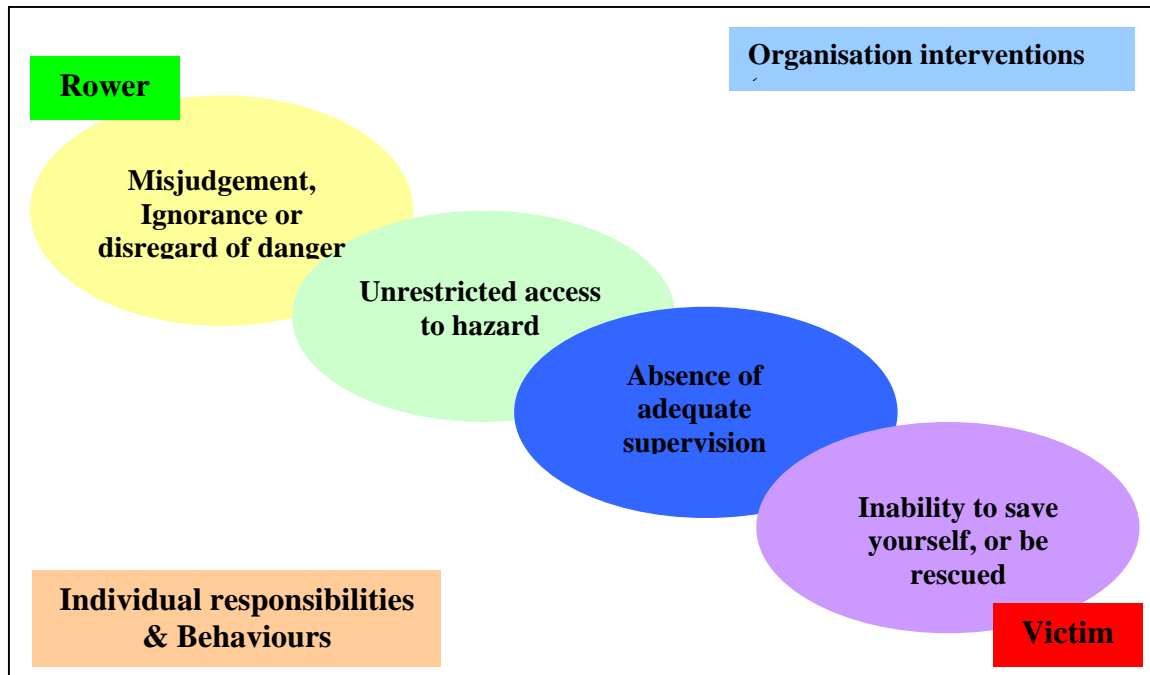 Organisation interventions
Rower
Misjudgement,
Ignorance or
disregard of danger
Unrestricted access
to hazard
Absence of
adequate
supervision
Inability to save
yourself, or be
rescued
Individual responsibilities
& Behaviours
Victim